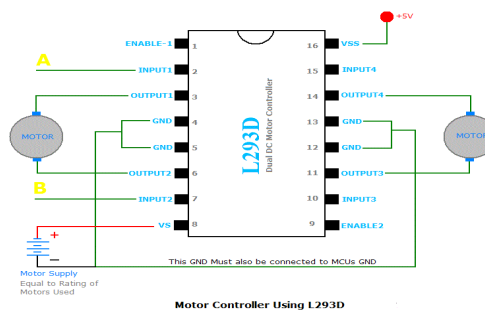 +5V
ENABLE-1 1 16 VSS
A
INPUT1 2 15 INPUT4
OUTPUT1 3 14 OUTPUT4
GND 4 13 GND
MOTOR
L293D
Dual DC Motor Controller
MOTOR
GND 5 12 GND
OUTPUT2 6 11 OUTPUT3
B
INPUT2 7 10 INPUT3
VS 8 9 ENABLE2
+
-
This GND Must also be connected to MCUs GND
Motor Supply
Equal to Rating of
Motors Used
Motor Controller Using L293D